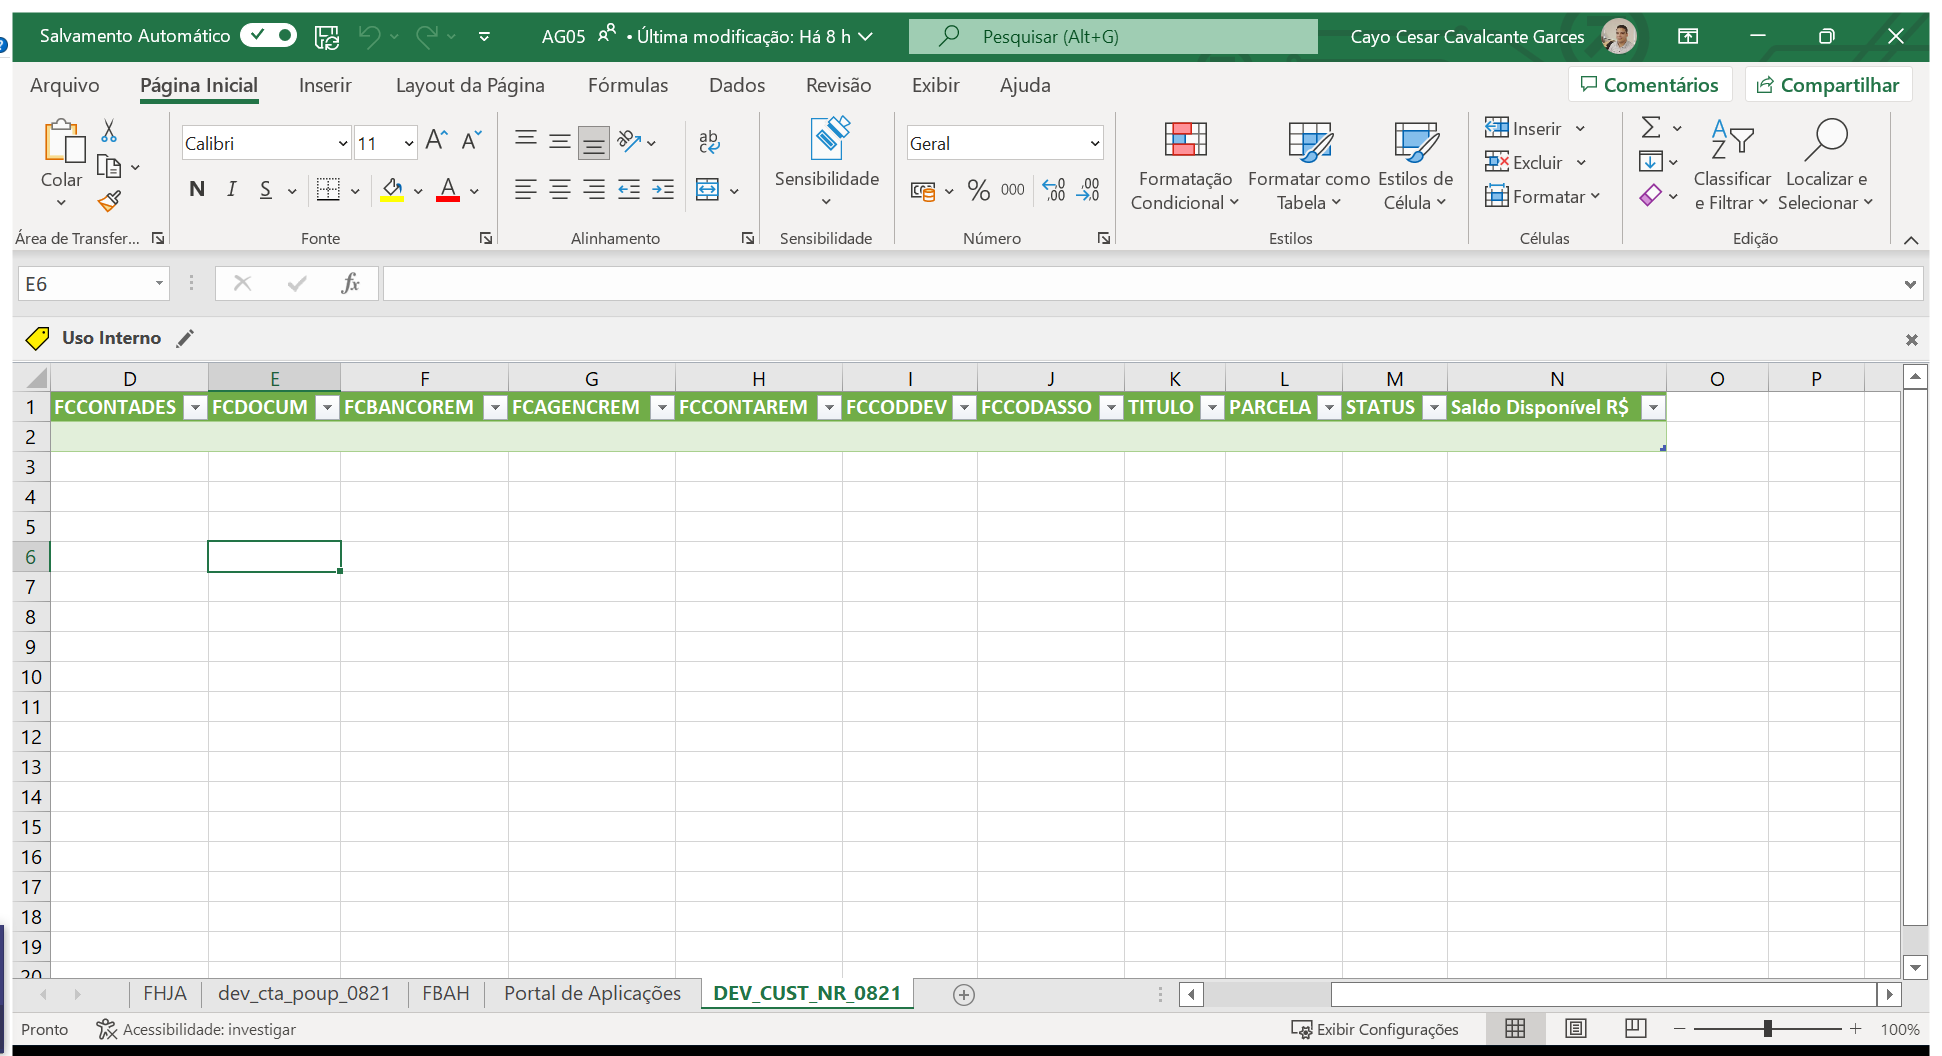 Salvamento Automático AG05 • Última modificação: Há 8 h Pesquisar (Alt+G) Cayo Cesar Cavalcante Garces
Arquivo Página Inicial Inserir Layout da Página Fórmulas Dados Revisão Exibir Ajuda Comentários Compartilhar
Colar
Área de Transfer...
Calibri 11 A A
N I S A
Fonte
ab
Alinhamento
Sensibilidade
Sensibilidade
Geral
% 000 ,00 ,00
Número
Formatação Condicional
Formatar como Tabela
Estilos de Célula
Estilos
Inserir
Excluir
Formatar
Células
Classificar e Filtrar
Localizar e Selecionar
Edição
E6 fx
Uso Interno
D E F G H I J K L M N O P
1 FCCONTADES FCDOCUM FCBANCOREM FCAGENCREM FCCONTAREM FCCODDEV FCCODASSO TITULO PARCELA STATUS Saldo Disponível R$
2
3
4
5
6
7
8
9
10
11
12
13
14
15
16
17
18
19
20
FHJA dev_cta_poup_0821 FBAH Portal de Aplicações DEV_CUST_NR_0821
Pronto Acessibilidade: investigar Exibir Configurações 100%